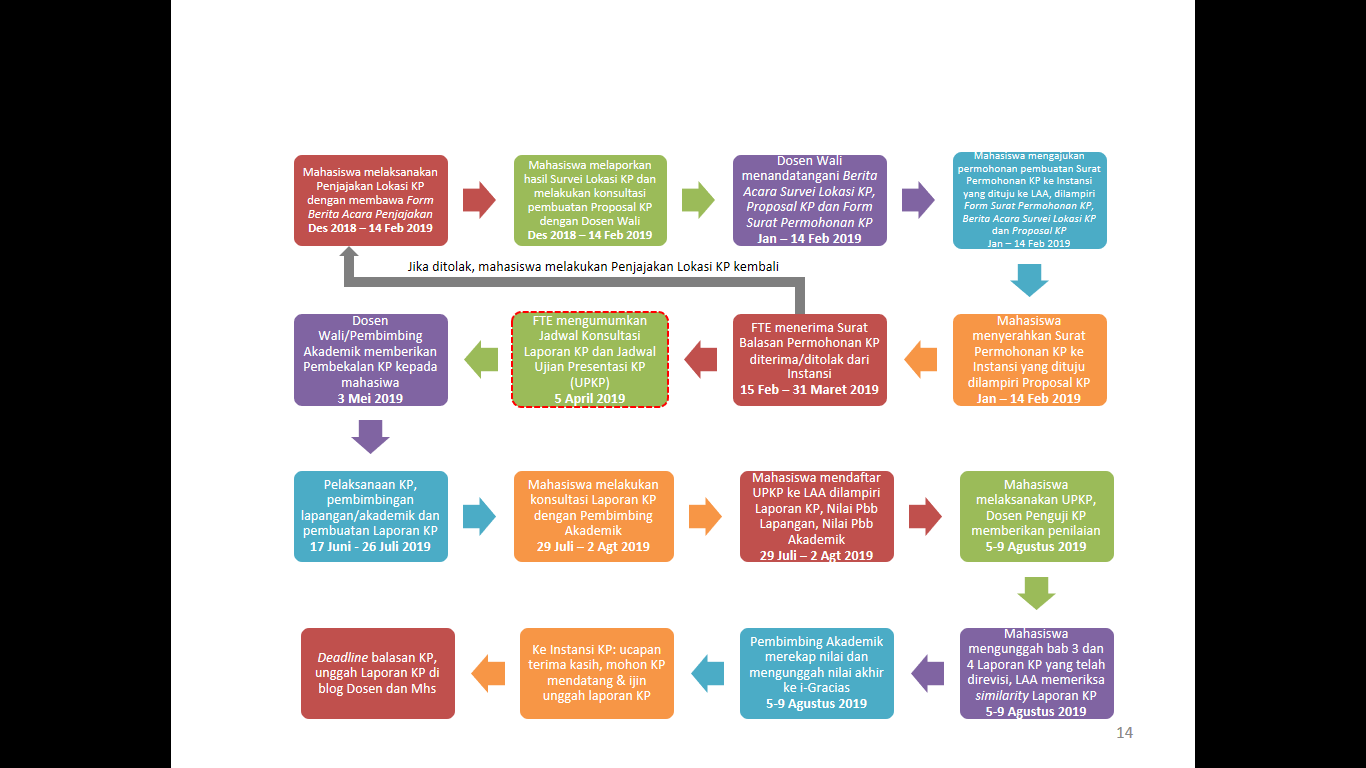 Mahasiswa melaksanakan
Penjajakan Lokasi KP
dengan membawa Form
Berita Acara Penjajakan
Des 2018 – 14 Feb 2019
Mahasiswa melaporkan
hasil Survei Lokasi KP dan
melakukan konsultasi
pembuatan Proposal KP
dengan Dosen Wali
Des 2018 – 14 Feb 2019
Dosen Wali
menandatangani Berita
Acara Survei Lokasi KP,
Proposal KP dan Form
Surat Permohonan KP
Jan – 14 Feb 2019
Mahasiswa mengajukan
permohonan pembuatan Surat
Permohonan KP ke Instansi
yang dituju ke LAA, dilampiri
Form Surat Permohonan KP,
Berita Acara Survei Lokasi KP
dan Proposal KP
Jan – 14 Feb 2019
Jika ditolak, mahasiswa melakukan Penjajakan Lokasi KP kembali
Mahasiswa
menyerahkan Surat
Permohonan KP ke
Instansi yang dituju
dilampiri Proposal KP
Jan – 14 Feb 2019
FTE menerima Surat
Balasan Permohonan KP
diterima/ditolak dari
Instansi
15 Feb – 31 Maret 2019
FTE mengumumkan
Jadwal Konsultasi
Laporan KP dan Jadwal
Ujian Presentasi KP
(UPKP)
5 April 2019
Dosen
Wali/Pembimbing
Akademik memberikan
Pembekalan KP kepada
mahasiwa
3 Mei 2019
Pelaksanaan KP,
pembimbingan
lapangan/akademik dan
pembuatan Laporan KP
17 Juni - 26 Juli 2019
Mahasiswa melakukan
konsultasi Laporan KP
dengan Pembimbing
Akademik
29 Juli – 2 Agt 2019
Mahasiswa mendaftar
UPKP ke LAA dilampiri
Laporan KP, Nilai Pbb
Lapangan, Nilai Pbb
Akademik
29 Juli – 2 Agt 2019
Mahasiswa
melaksanakan UPKP,
Dosen Penguji KP
memberikan penilaian
5-9 Agustus 2019
Mahasiswa
mengunggah bab 3 dan
4 Laporan KP yang telah
direvisi, LAA memeriksa
similarity Laporan KP
5-9 Agustus 2019
Pembimbing Akademik
merekap nilai dan
mengunggah nilai akhir
ke i-Gracias
5-9 Agustus 2019
Ke Instansi KP: ucapan
terima kasih, mohon KP
mendatang & ijin
unggah laporan KP
Deadline balasan KP,
unggah Laporan KP di
blog Dosen dan Mhs
14